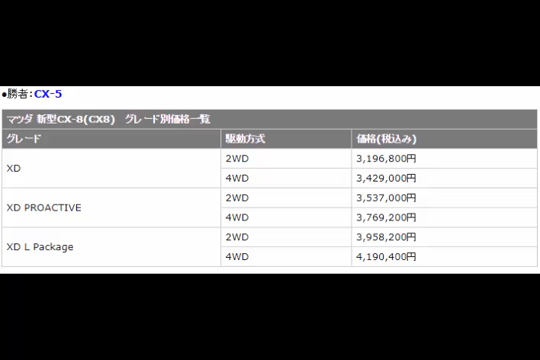 ●勝者：CX-5
マツダ 新型CX-8(CX8)　グレード別価格一覧
グレード 駆動方式 価格(税込み)
XD 2WD 3,196,800円
4WD 3,429,000円
XD PROACTIVE 2WD 3,537,000円
4WD 3,769,200円
XD L Package 2WD 3,958,200円
4WD 4,190,400円